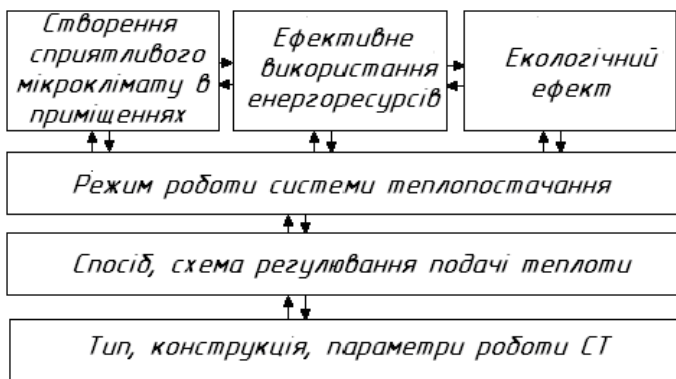 Створення
сприятливого
мікроклімату в
приміщеннях
Ефективне
використання
енергоресурсів
Екологічний
ефект
Режим роботи системи теплопостачання
Спосіб, схема регулювання подачі теплоти
Тип, конструкція, параметри роботи СТ